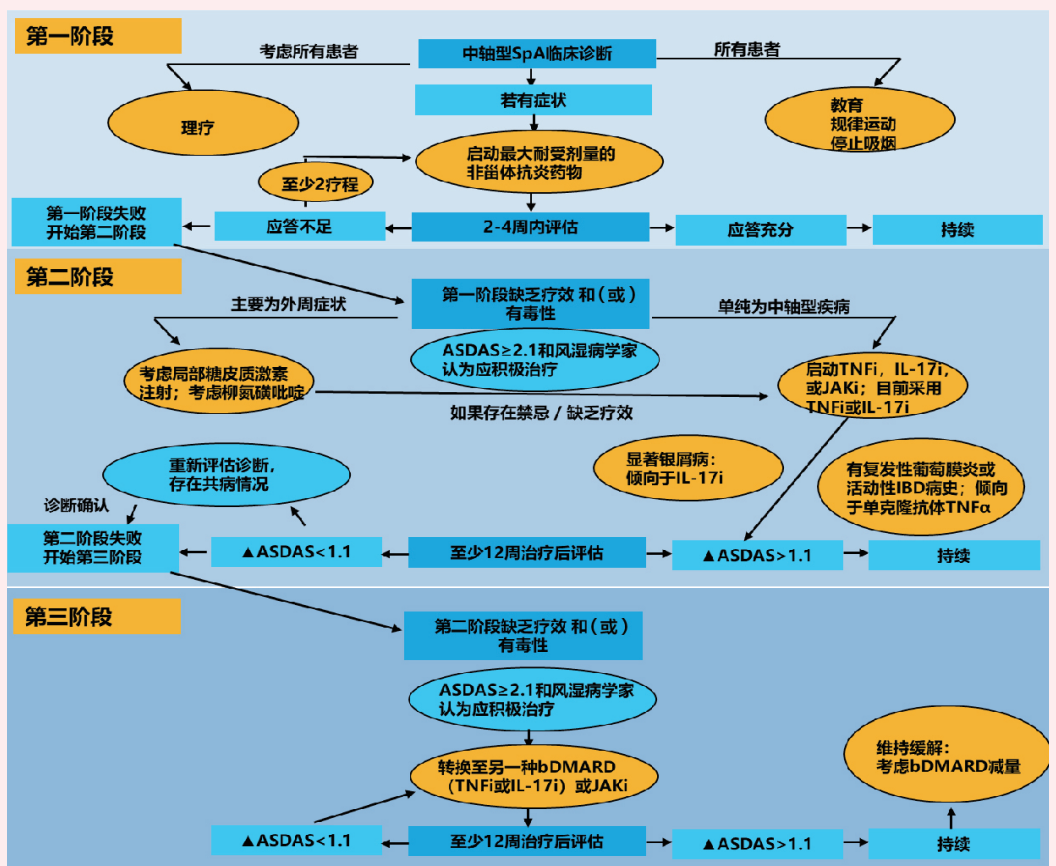 第一阶段
考虑所有患者
中轴型SpA临床诊断
所有患者
理疗
若有症状
教育
规律运动
停止吸烟
启动最大耐受剂量的
非甾体抗炎药物
至少2疗程
第一阶段失败
开始第二阶段
应答不足
2-4周内评估
应答充分
持续
第二阶段
主要为外周症状
第一阶段缺乏疗效 和（或）
有毒性
单纯为中轴型疾病
ASDAS≥2.1和风湿病学家
认为应积极治疗
考虑局部糖皮质激素
注射；考虑柳氮磺吡啶
启动TNFi，IL-17i，
或JAKi；目前采用
TNFi或IL-17i
如果存在禁忌 / 缺乏疗效
重新评估诊断，
存在共病情况
显著银屑病：
倾向于IL-17i
有复发性葡萄膜炎或
活动性IBD病史；倾向
于单克隆抗体TNFα
诊断确认
第二阶段失败
开始第三阶段
▲ASDAS<1.1
至少12周治疗后评估
▲ASDAS>1.1
持续
第三阶段
第二阶段缺乏疗效 和（或）
有毒性
ASDAS≥2.1和风湿病学家
认为应积极治疗
维持缓解：
考虑bDMARD减量
转换至另一种bDMARD
（TNFi或IL-17i）或JAKi
▲ASDAS<1.1
至少12周治疗后评估
▲ASDAS>1.1
持续